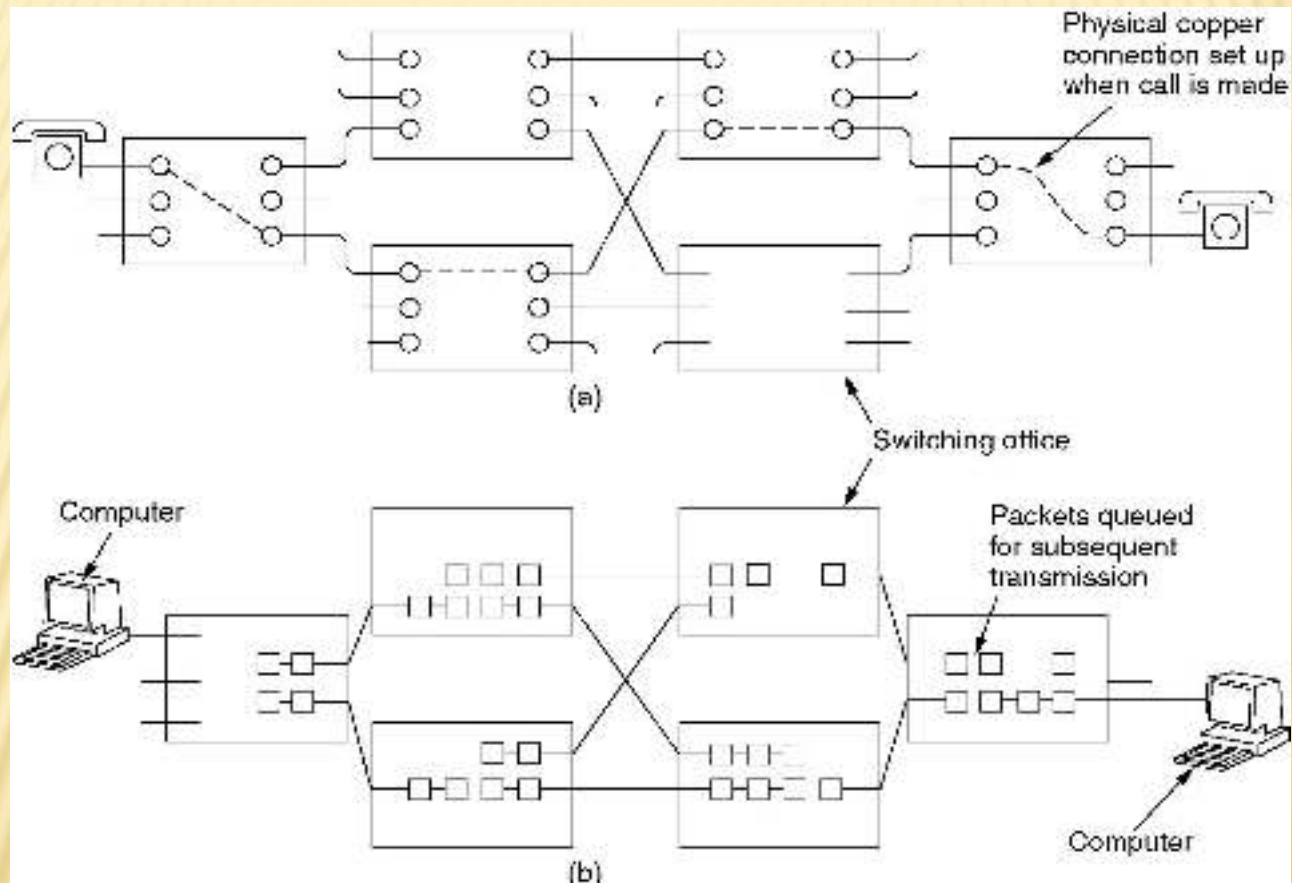 Physical copper
connection set up
when call is made
(a)
Switching office
Computer
Packets queued
for subsequent
transmission
Computer
(b)